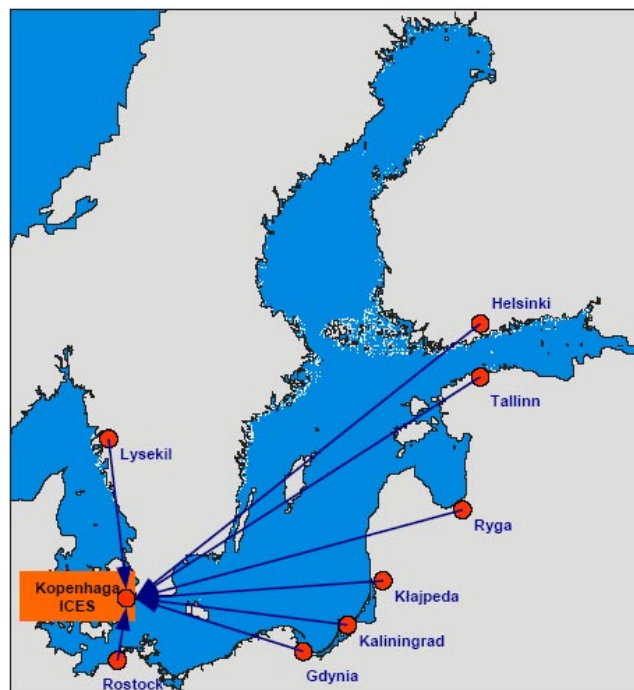 Helsinki
Tallinn
Lysekil
Ryga
Kopenhaga
ICES
Kłajpeda
Kaliningrad
Gdynia
Rostock